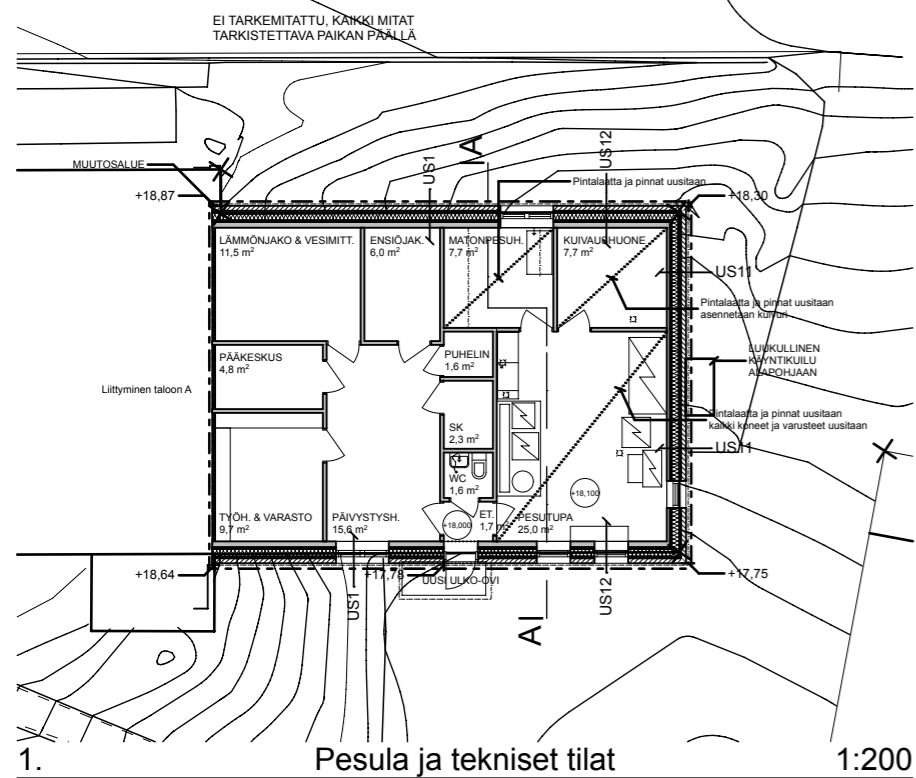 EI TARKEMITATTU, KAIKKI MITAT
TARKISTETTAVA PAIKAN PÄÄLLÄ
MUUTOSALUE
+18,87
US1
A
US12
Pintalaatta ja pinnat uusitaan
+18,30
LÄMMÖNJAKO & VESIMITT.
11,5 m²
ENSIÖJAK.
6,0 m²
MATONPESUH.
7,7 m²
KUIVAUSHUONE
7,7 m²
US11
Pintalaatta ja pinnat uusitaan
asennetaan kuivuri
PÄÄKESKUS
4,8 m²
PUHELIN
1,6 m²
LUUKULLINEN
KÄYNTIKUILU
ALAPOHJAAN
Liittyminen taloon A
Pintalaatta ja pinnat uusitaan
kaikki koneet ja varusteet uusitaan
SK
2,3 m²
US11
WC
1,6 m²
+18,100
TYÖH. & VARASTO
9,7 m²
PÄIVYSTYSH.
15,6 m²
+18,000
ET.
1,7 m²
PESUTUPA
25,0 m²
+18,64
+17,78
UUSI ULKO-OVI
+17,75
US1
US12
A
1.
Pesula ja tekniset tilat
1:200